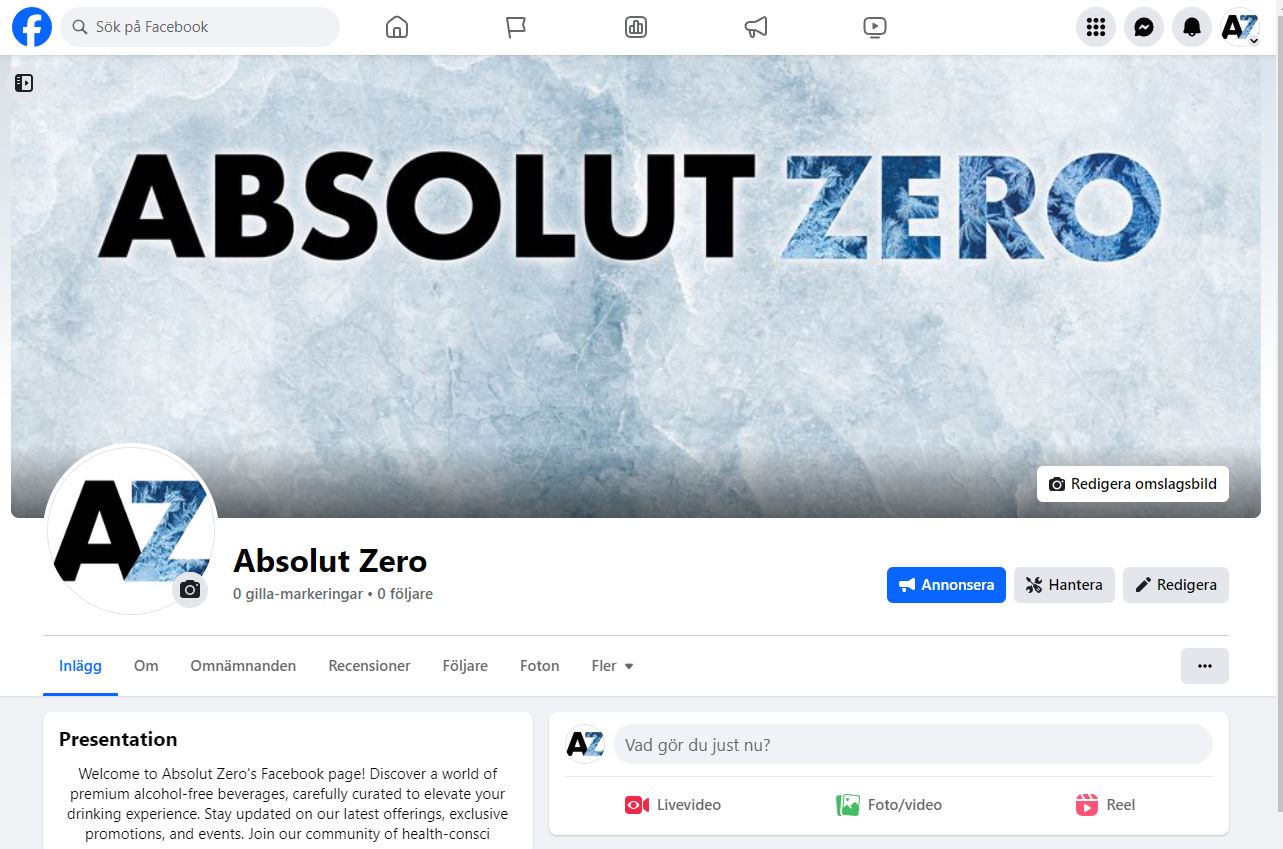 Sök på Facebook
AZ
ABSOLUT ZERO
Redigera omslagsbild
AZ
Absolut Zero
0 gilla-markeringar • 0 följare
Annonsera
Hantera
Redigera
Inlägg
Om
Omnämnanden
Recensioner
Följare
Foton
Fler
Presentation
Welcome to Absolut Zero's Facebook page! Discover a world of
premium alcohol-free beverages, carefully curated to elevate your
drinking experience. Stay updated on our latest offerings, exclusive
promotions, and events. Join our community of health-consci
AZ
Vad gör du just nu?
Livevideo
Foto/video
Reel